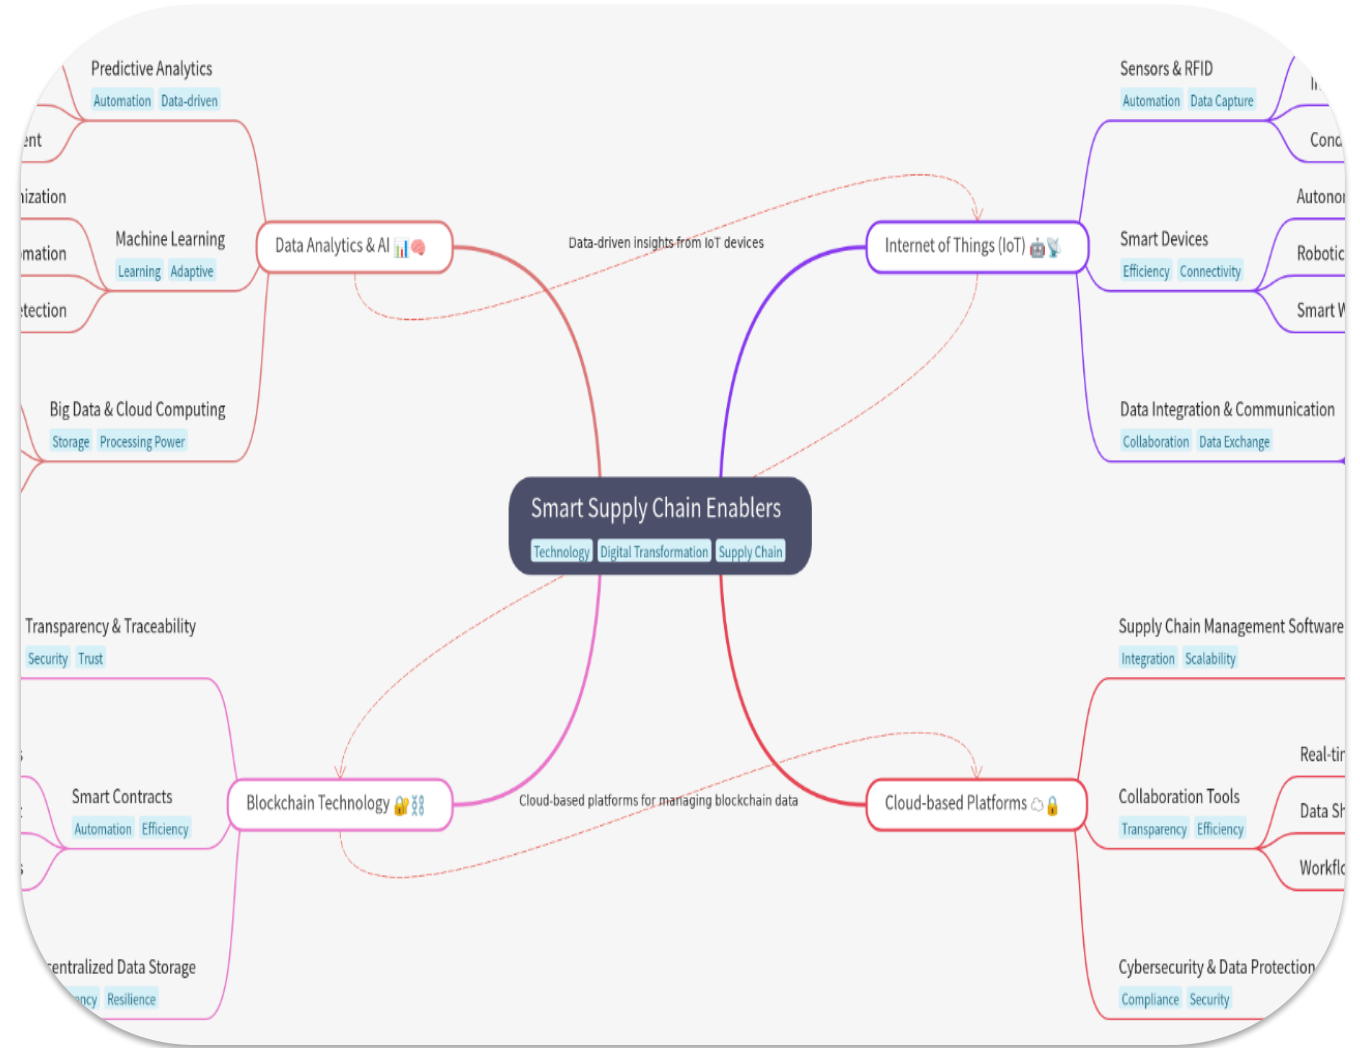 Predictive Analytics
Automation Data-driven
Machine Learning
Learning Adaptive
Big Data & Cloud Computing
Storage Processing Power
Data Analytics & AI
Data-driven insights from IoT devices
Internet of Things (IoT)
Sensors & RFID
Automation Data Capture
Smart Devices
Efficiency Connectivity
Smart
Data Integration & Communication
Collaboration Data Exchange
Smart Supply Chain Enablers
Technology Digital Transformation Supply Chain
Transparency & Traceability
Security Trust
Smart Contracts
Automation Efficiency
Data Storage
Resilience
Blockchain Technology
Cloud-based platforms for managing blockchain data
Cloud-based Platforms
Supply Chain Management Software
Integration Scalability
Collaboration Tools
Transparency Efficiency
Data
Cybersecurity & Data Protection
Compliance Security